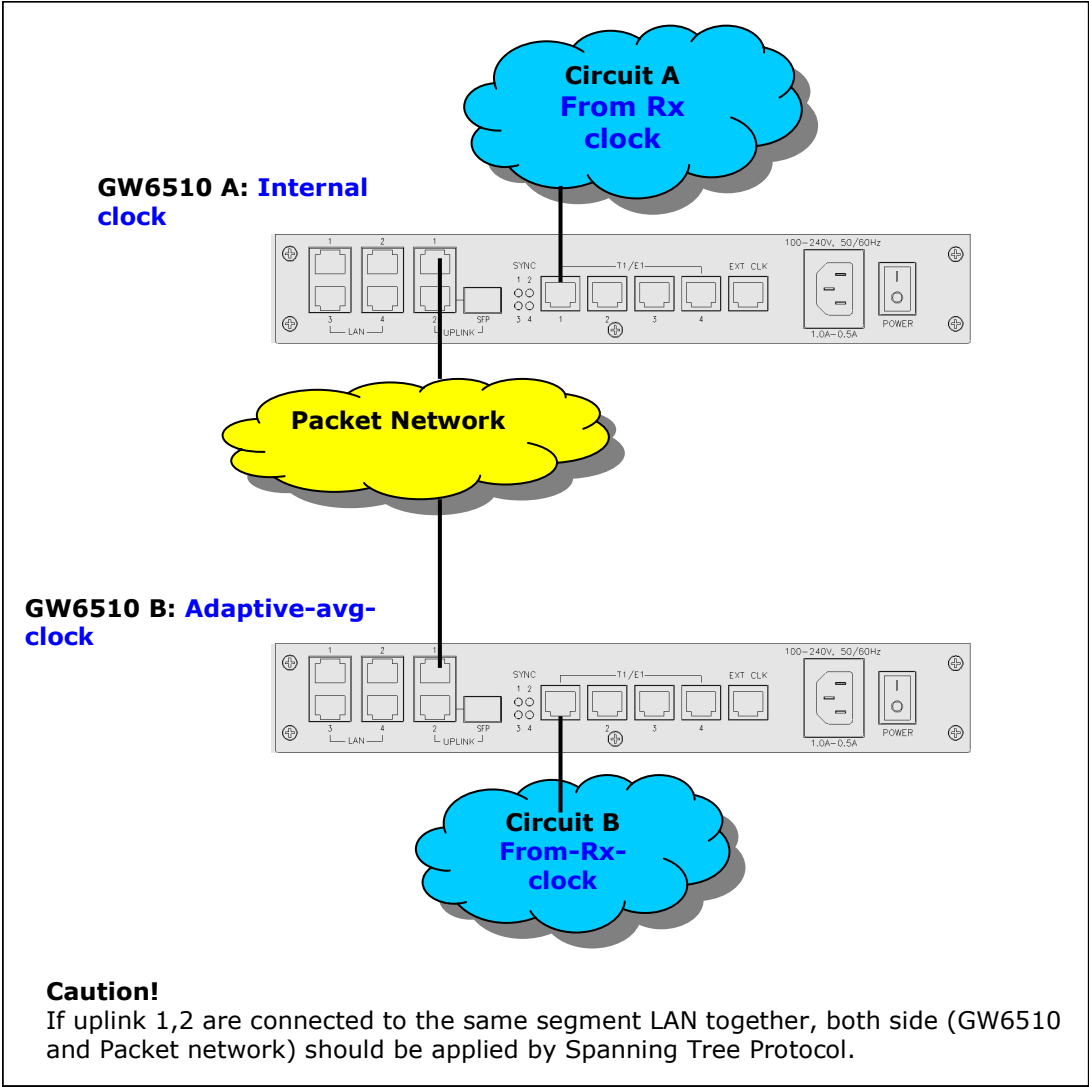 Circuit A
From Rx
clock
GW6510 A: Internal
clock
1 2 1
100-240V, 50/60Hz
SYNC
T1/E1
EXT CLK
1 2
3 4 2 SFP 3 4 1 2 3 4
LAN UPLINK
POWER
1.0A-0.5A
Packet Network
GW6510 B: Adaptive-avg-
clock
1 2 1
100-240V, 50/60Hz
SYNC
T1/E1
EXT CLK
1 2
3 4 2 SFP 3 4 1 2 3 4
LAN UPLINK
POWER
1.0A-0.5A
Circuit B
From-Rx-
clock
Caution!
If uplink 1,2 are connected to the same segment LAN together, both side (GW6510
and Packet network) should be applied by Spanning Tree Protocol.